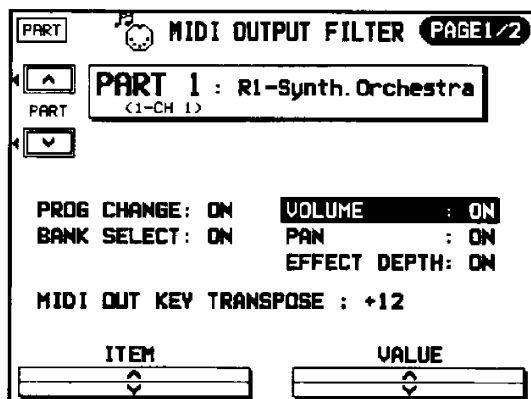 PART MIDI OUTPUT FILTER PAGE1/2
PART 1 : R1-Synth.Orchestra
(1-CH 1)
PART
PROG CHANGE: ON VOLUME : ON
BANK SELECT: ON PAN : ON
EFFECT DEPTH: ON
MIDI OUT KEY TRANSPOSE : +12
ITEM VALUE